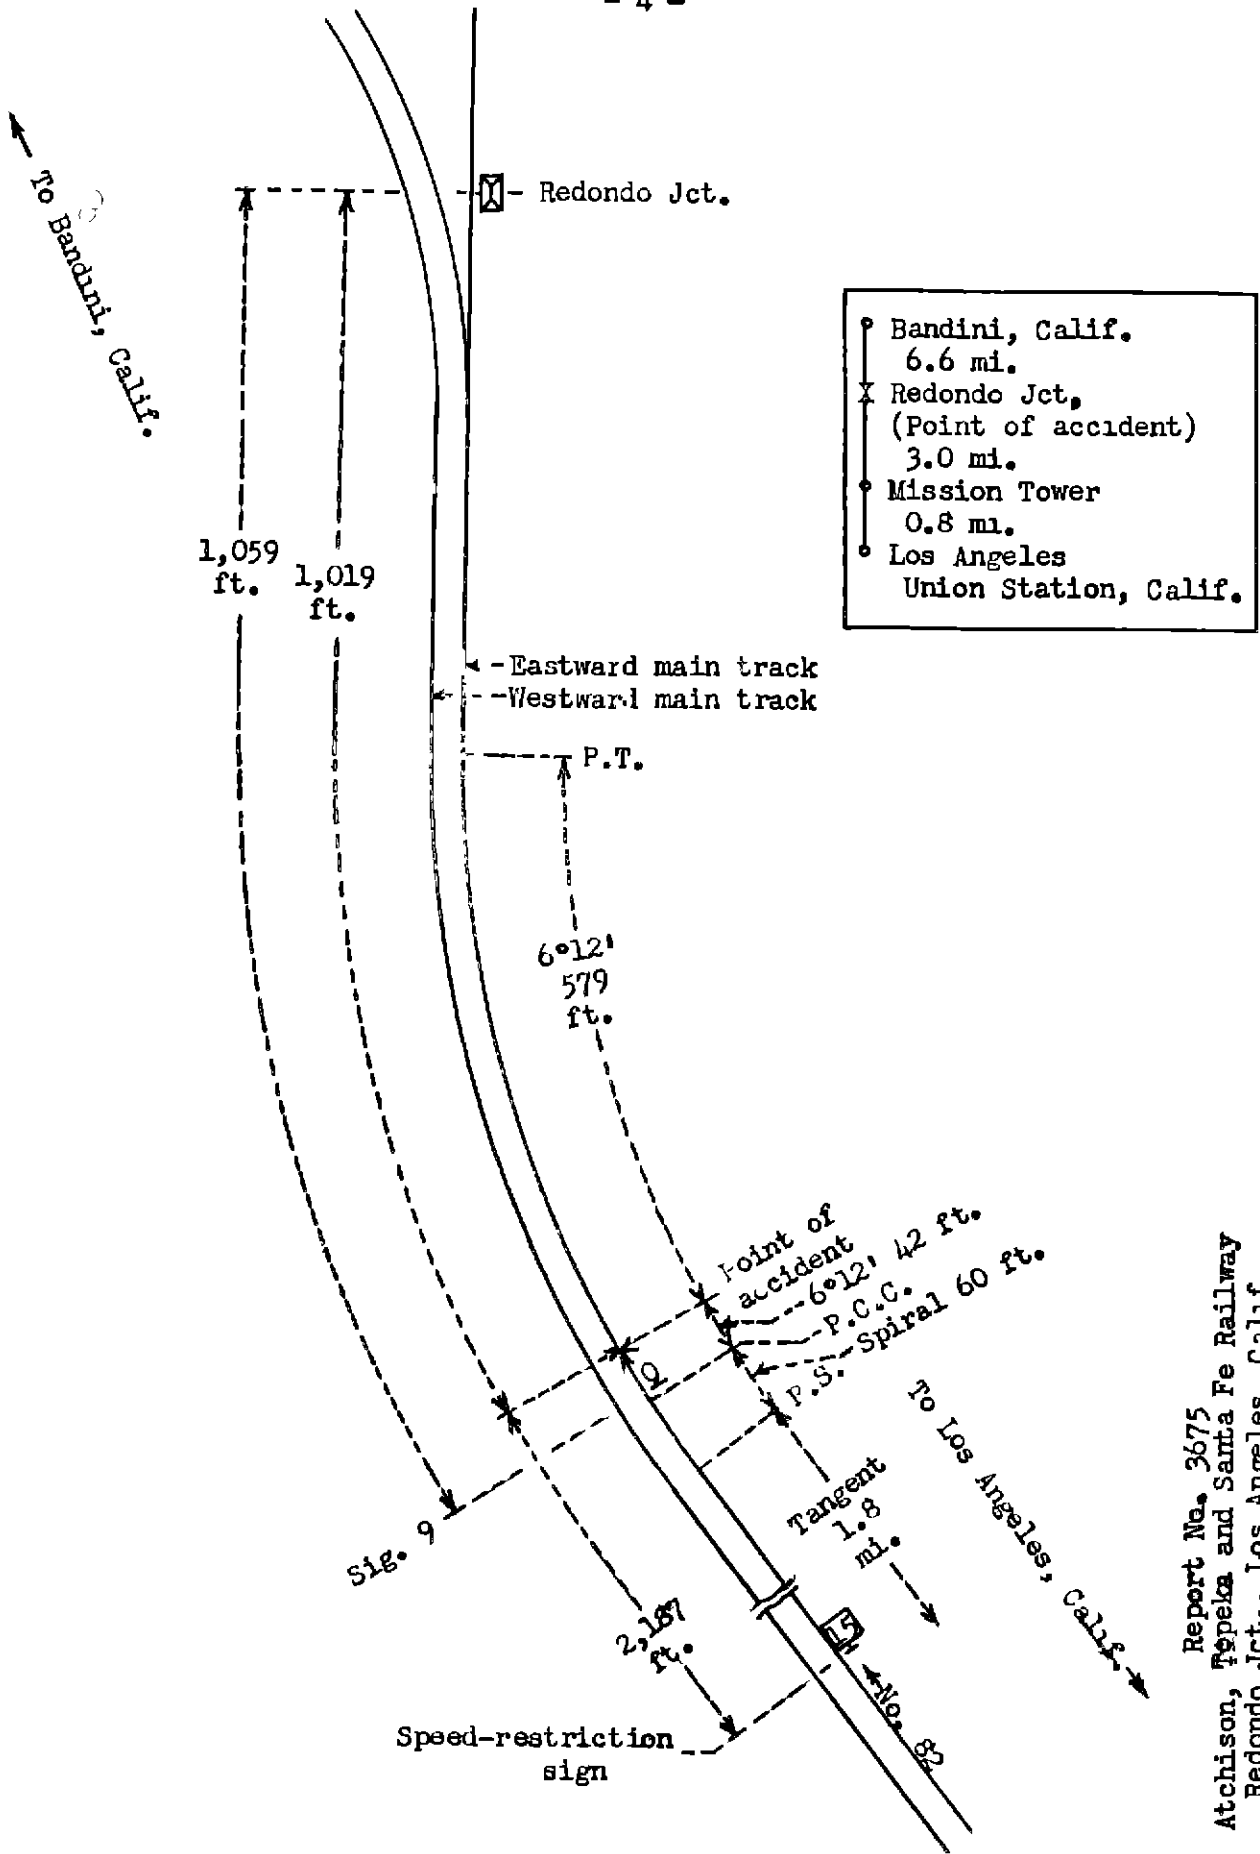 - 4 -
To Bandini, Calif.
Redondo Jct.
Bandini, Calif.
6.6 mi.
Redondo Jct.
(Point of accident)
3.0 mi.
Mission Tower
0.8 mi.
Los Angeles
Union Station, Calif.
1,059
ft.
1,019
ft.
Eastward main track
Westward main track
P.T.
6°12'
579
ft.
Point of
accident
6°12' 42 ft.
P.C.C.
P.S. Spiral 60 ft.
Sig. 9
Tangent
1.8
mi.
To Los Angeles, Calif.
2,187
ft.
15
No. 82
Speed-restriction
sign
Report No. 3675
Atchison, Topeka and Santa Fe Railway
Redondo Jct., Los Angeles, Calif.